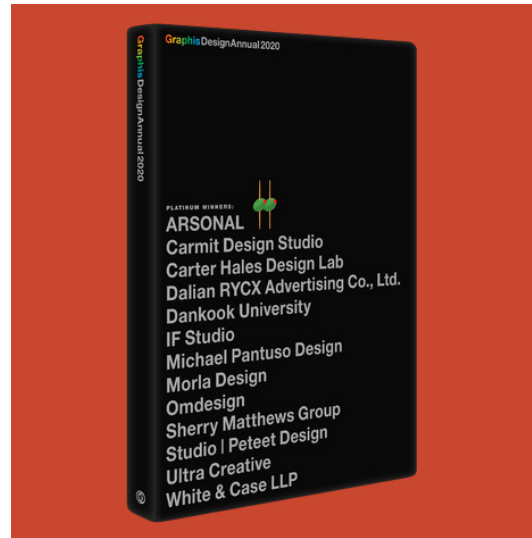 GraphisDesignAnnual2020
GraphisDesignAnnual2020
PLATINUM WINNERS:
ARSONAL
Carmit Design Studio
Carter Hales Design Lab
Dalian RYCX Advertising Co., Ltd.
Dankook University
IF Studio
Michael Pantuso Design
Morla Design
Omdesign
Sherry Matthews Group
Studio | Peteet Design
Ultra Creative
White & Case LLP